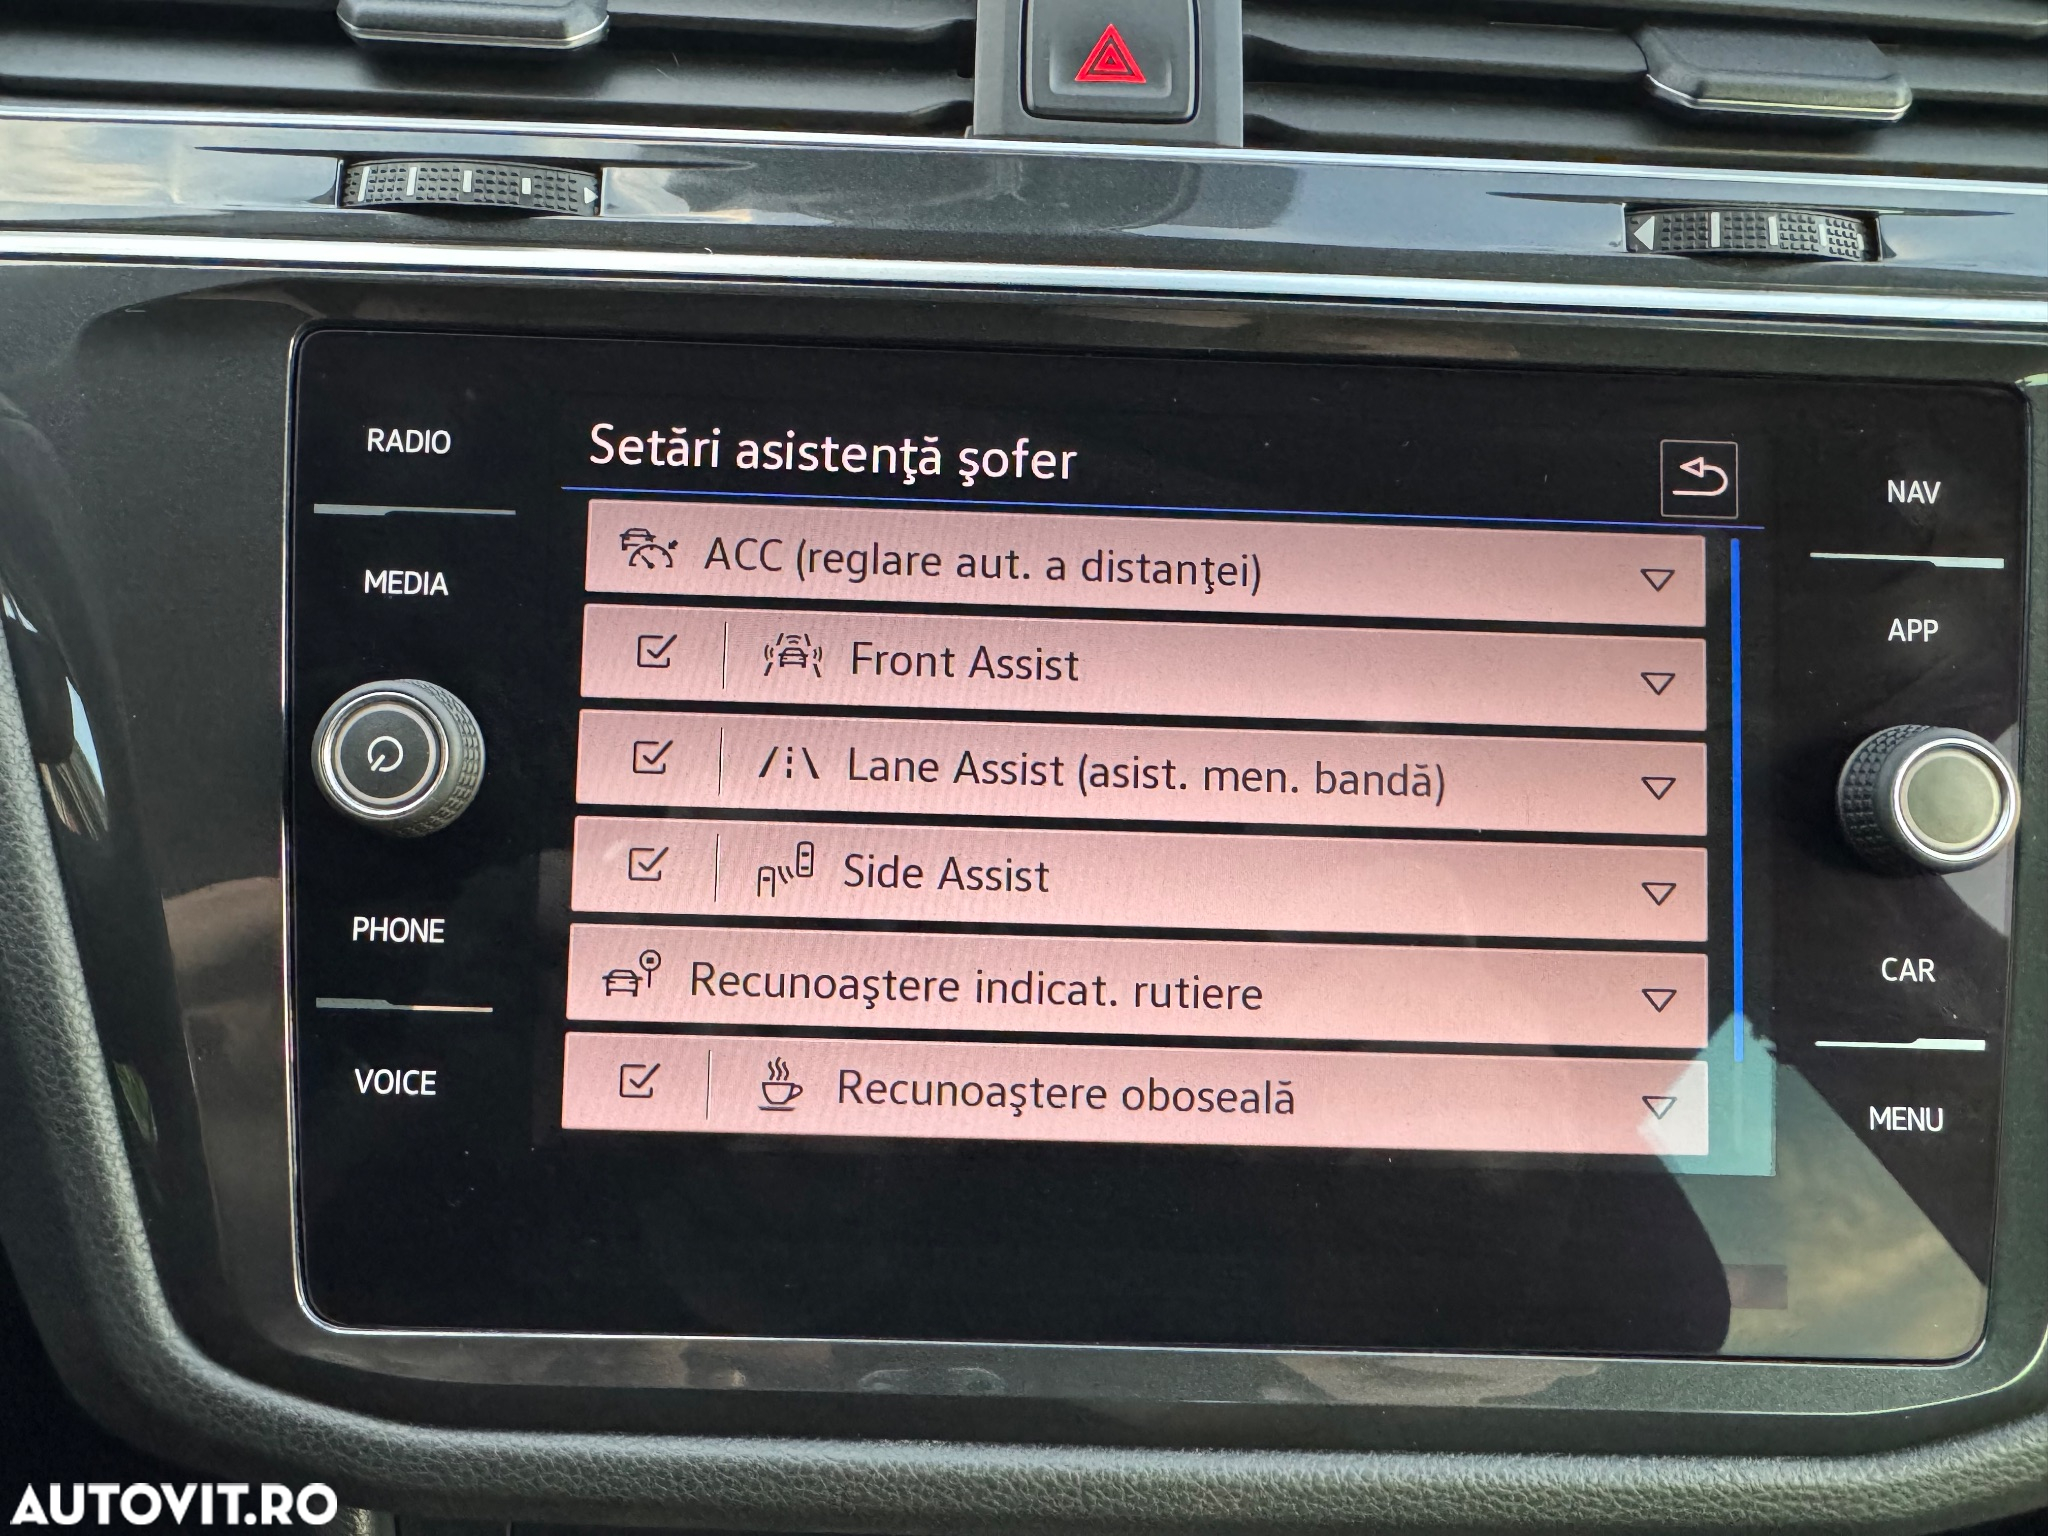 RADIO
MEDIA
PHONE
VOICE
Setări asistenţă şofer
ACC (reglare aut. a distanţei)
Front Assist
Lane Assist (asist. men. bandă)
Side Assist
Recunoaştere indicat. rutiere
Recunoaştere oboseală
NAV
APP
CAR
MENU
AUTOVIT.RO